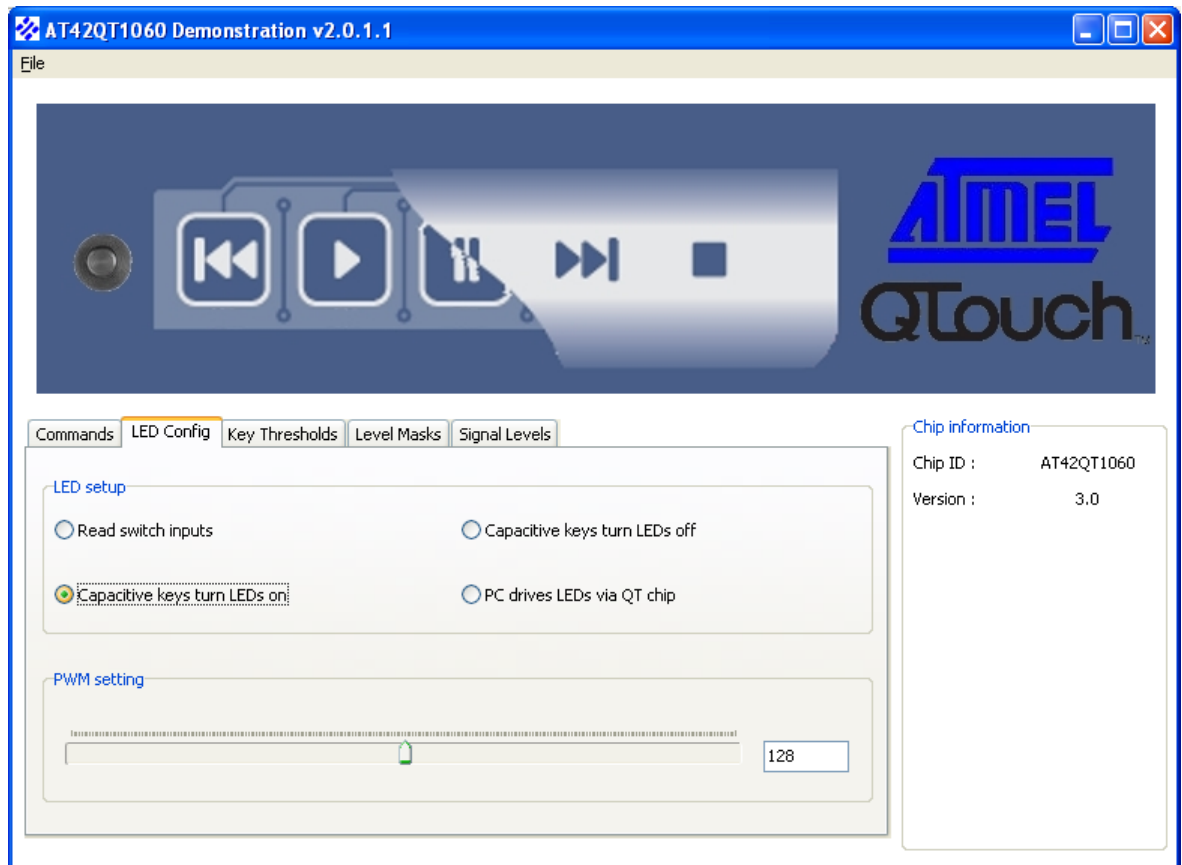 AT42QT1060 Demonstration v2.0.1.1
File
ATMEL
QTouch™
Commands
LED Config
Key Thresholds
Level Masks
Signal Levels
Chip information
Chip ID : AT42QT1060
Version : 3.0
LED setup
Read switch inputs
Capacitive keys turn LEDs off
Capacitive keys turn LEDs on
PC drives LEDs via QT chip
PWM setting
128